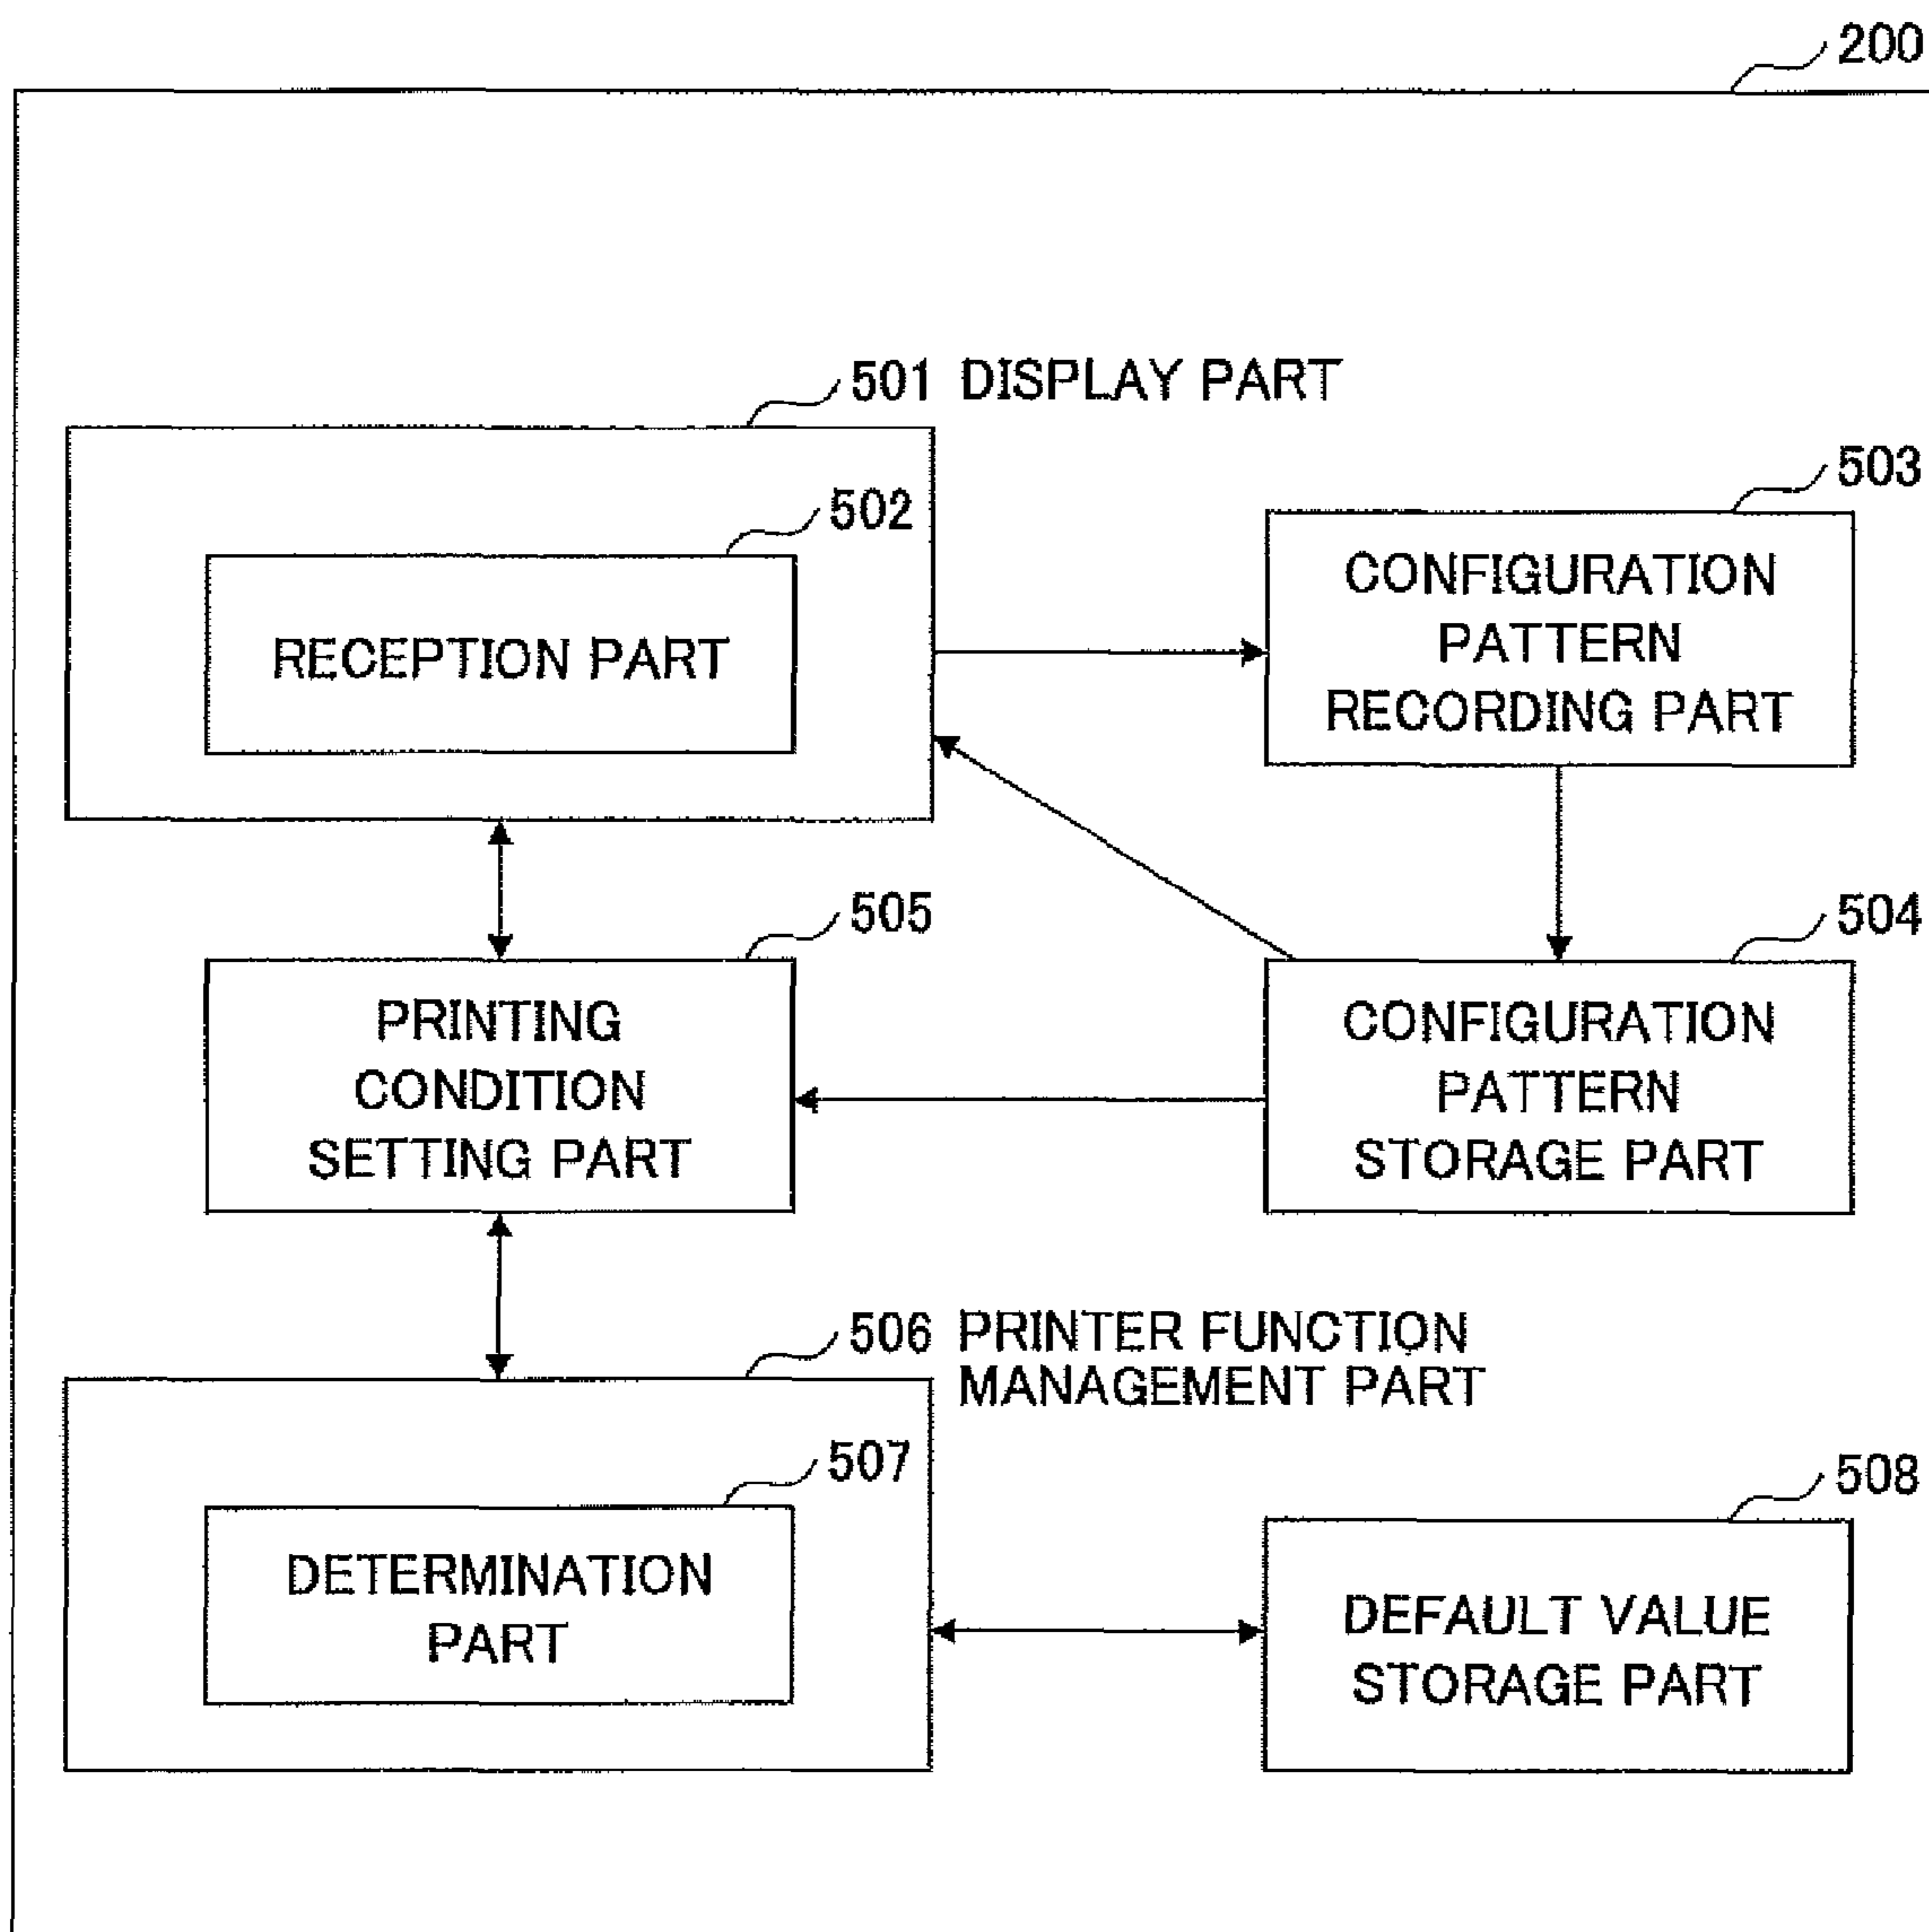 200
501 DISPLAY PART
502
RECEPTION PART
503
CONFIGURATION
PATTERN
RECORDING PART
505
PRINTING
CONDITION
SETTING PART
504
CONFIGURATION
PATTERN
STORAGE PART
506 PRINTER FUNCTION
MANAGEMENT PART
507
DETERMINATION
PART
508
DEFAULT VALUE
STORAGE PART